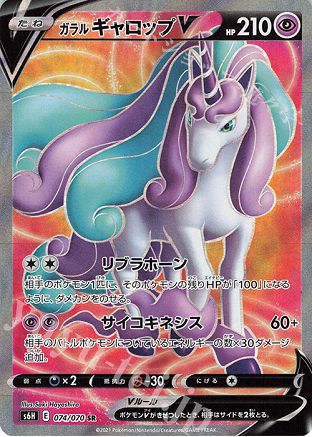 たね
ガラル ギャロップV HP210
リブラホーン
相手のポケモン1匹に、そのポケモンの残りHPが「100」になる
ように、ダメカンをのせる。
サイコキネシス 60+
相手のバトルポケモンについているエネルギーの数×30ダメージ
追加。
弱点 ×2 抵抗力 -30 にげる
Illus. Saki Hayashiro
S6H E 074/070 SR
Vルール
ポケモンVがきぜつしたとき、相手はサイドを2枚とる。
©2021 Pokémon/Nintendo/Creatures/GAME FREAK.